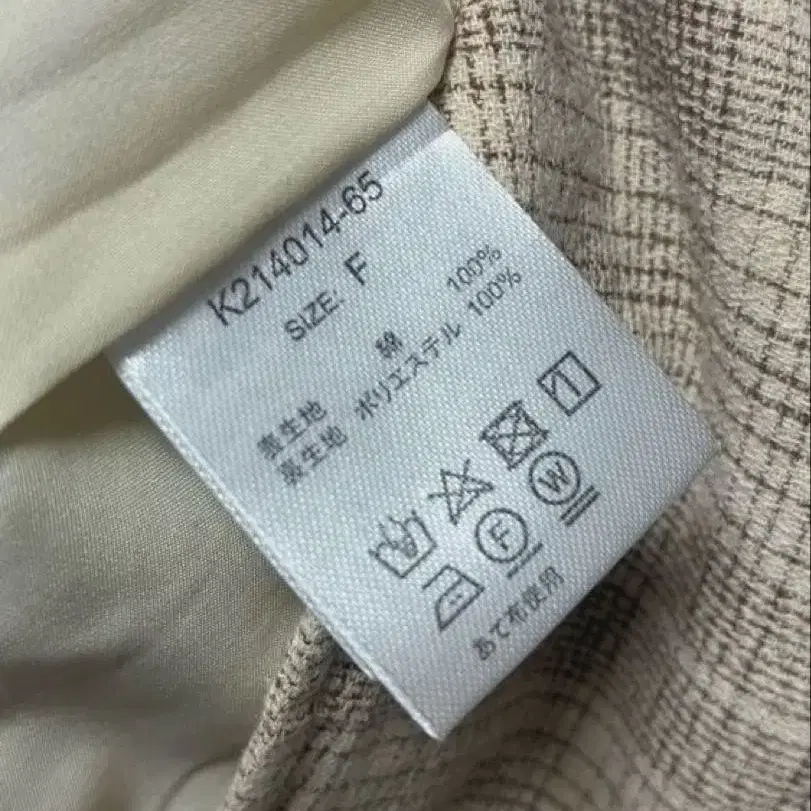 K214014-65
SIZE: F
表生地 綿 100%
裏生地 ポリエステル 100%
F W
あて布使用